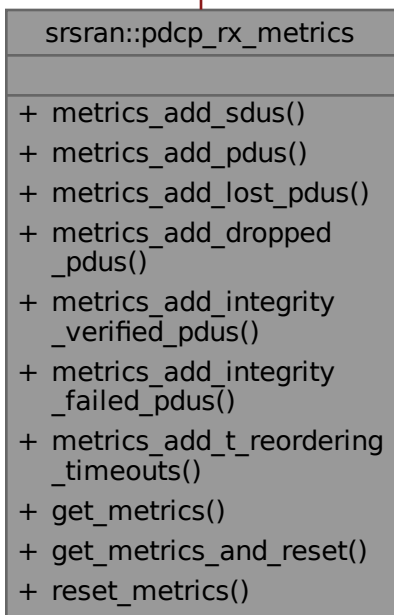 srsran::pdcp_rx_metrics
+ metrics_add_sdus()
+ metrics_add_pdus()
+ metrics_add_lost_pdus()
+ metrics_add_dropped
_pdus()
+ metrics_add_integrity
_verified_pdus()
+ metrics_add_integrity
_failed_pdus()
+ metrics_add_t_reordering
_timeouts()
+ get_metrics()
+ get_metrics_and_reset()
+ reset_metrics()